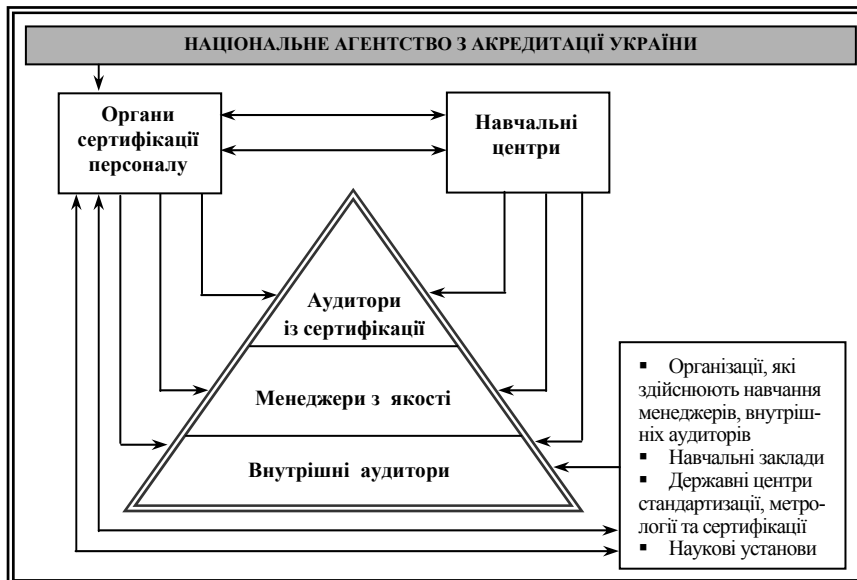 НАЦІОНАЛЬНЕ АГЕНТСТВО З АКРЕДИТАЦІЇ УКРАЇНИ
Органи
сертифікації
персоналу
Навчальні
центри
Аудитори
із сертифікації
Менеджери з якості
Внутрішні аудитори
▪ Організації, які
здійснюють навчання
менеджерів, внутріш-
ніх аудиторів
▪ Навчальні заклади
▪ Державні центри
стандартизації, метро-
логії та сертифікації
▪ Наукові установи